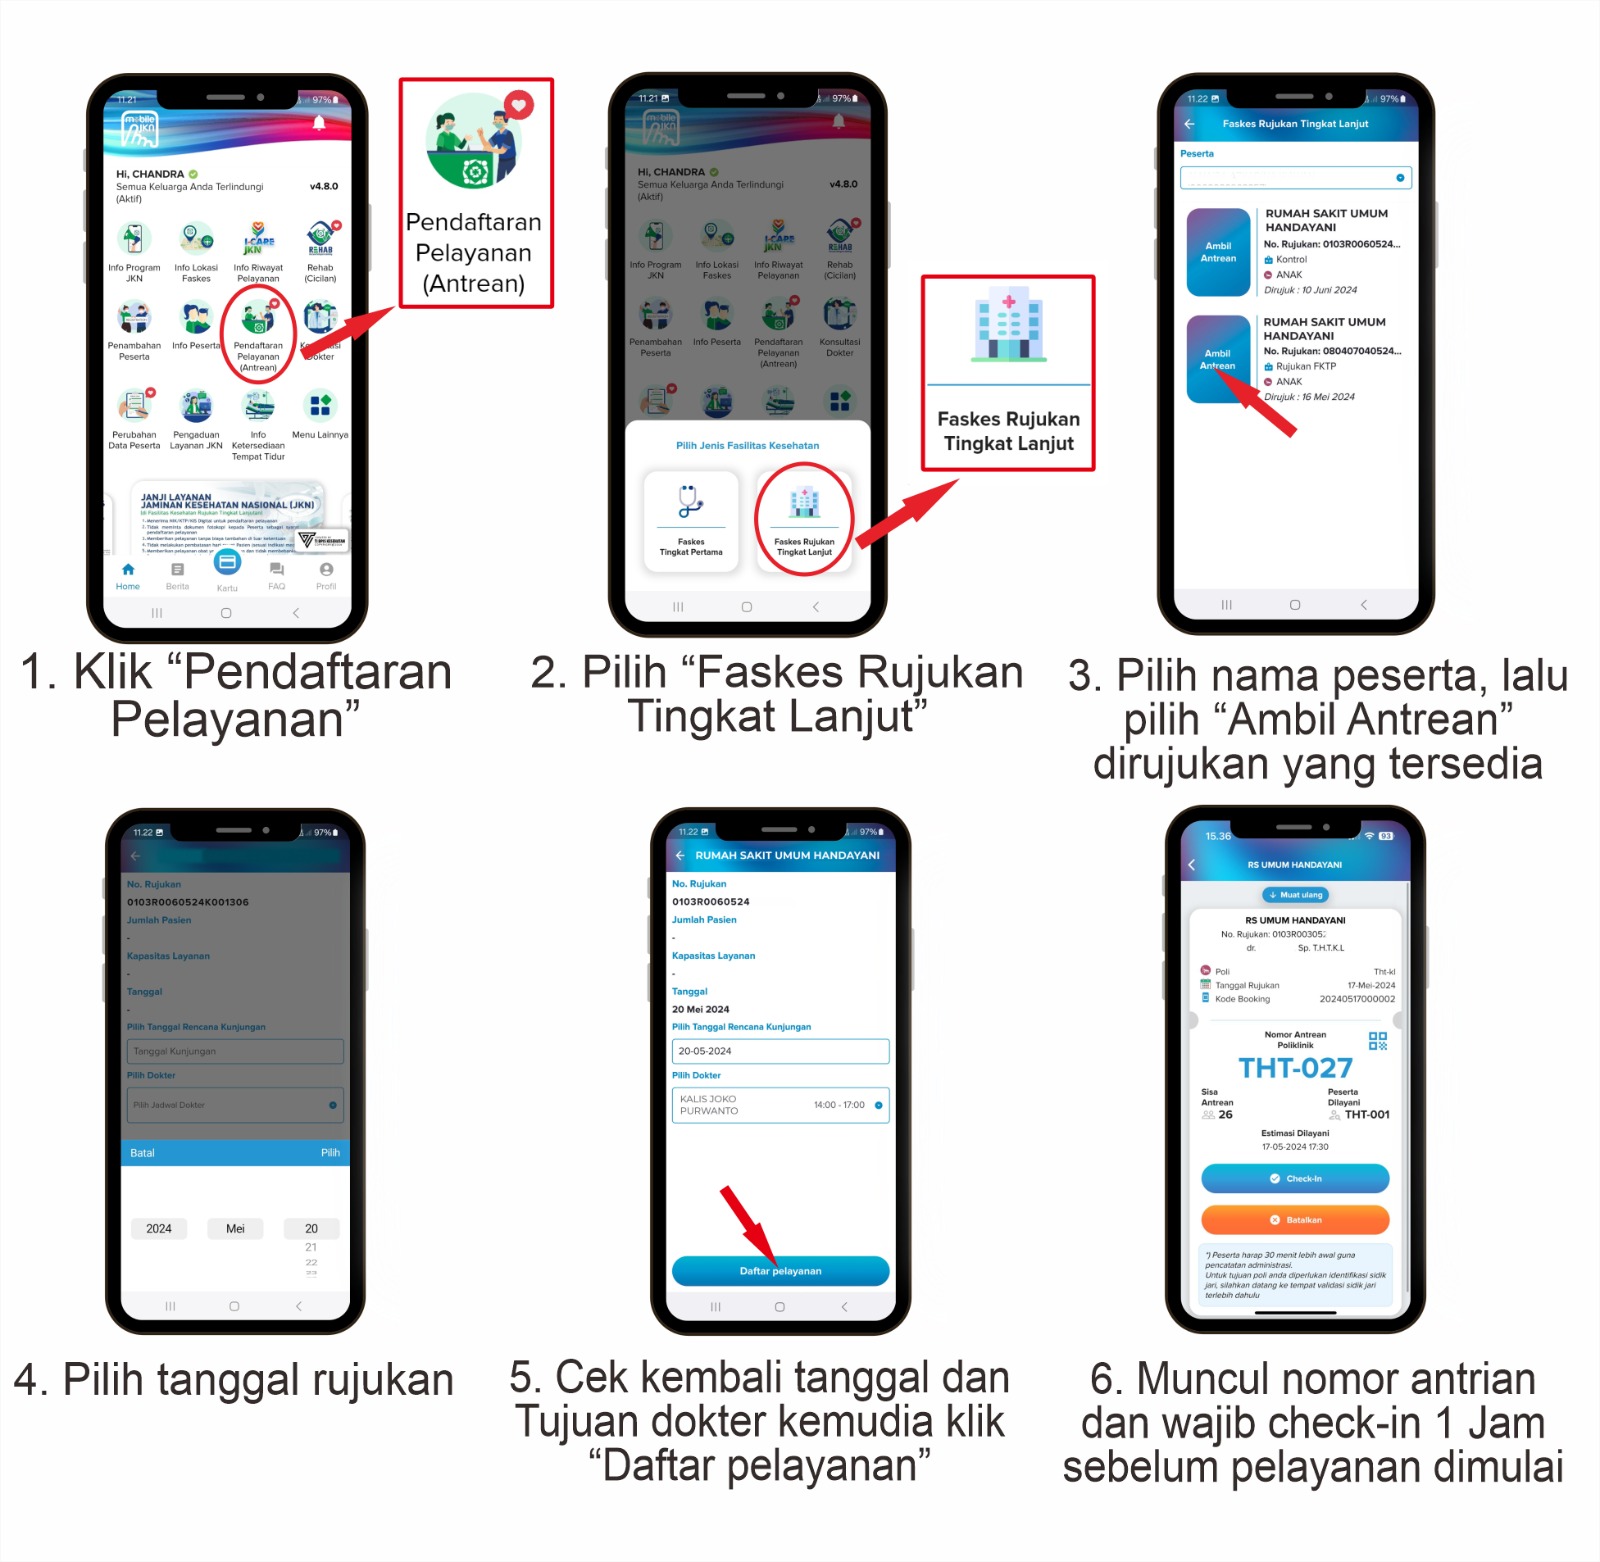 11.21
97%
mobile
JKN
Hi, CHANDRA
Semua Keluarga Anda Terlindungi
(Aktif)
v4.8.0
Info Program
JKN
Info Lokasi
Faskes
I-CARE
JKN
Info Riwayat
Pelayanan
REHAB
Rehab
(Cicilan)
Penambahan
Peserta
Info Peserta
Pendaftaran
Pelayanan
(Antrean)
Dokter
Perubahan
Data Peserta
Pengaduan
Layanan JKN
Info
Ketersediaan
Tempat Tidur
Menu Lainnya
JANJI LAYANAN
JAMINAN KESEHATAN NASIONAL (JKN)
Home
Berita
Kartu
FAQ
Profil
Pendaftaran
Pelayanan
(Antrean)
1. Klik “Pendaftaran
Pelayanan”
11.21
97%
mobile
JKN
Hi, CHANDRA
Semua Keluarga Anda Terlindungi
(Aktif)
v4.8.0
Info Program
JKN
Info Lokasi
Faskes
I-CARE
JKN
Info Riwayat
Pelayanan
REHAB
Rehab
(Cicilan)
Penambahan
Peserta
Info Peserta
Pendaftaran
Pelayanan
(Antrean)
Konsultasi
Dokter
Pilih Jenis Fasilitas Kesehatan
Faskes
Tingkat Pertama
Faskes Rujukan
Tingkat Lanjut
Faskes Rujukan
Tingkat Lanjut
2. Pilih “Faskes Rujukan
Tingkat Lanjut”
11.22
97%
Faskes Rujukan Tingkat Lanjut
Peserta
Ambil
Antrean
RUMAH SAKIT UMUM
HANDAYANI
No. Rujukan: 0103R0060524...
Kontrol
ANAK
Dirujuk : 10 Juni 2024
Ambil
Antrean
RUMAH SAKIT UMUM
HANDAYANI
No. Rujukan: 080407040524...
Rujukan FKTP
ANAK
Dirujuk : 16 Mei 2024
3. Pilih nama peserta, lalu
pilih “Ambil Antrean”
dirujukan yang tersedia
11.22
97%
No. Rujukan
0103R0060524K001306
Jumlah Pasien
-
Kapasitas Layanan
-
Tanggal
-
Pilih Tanggal Rencana Kunjungan
Tanggal Kunjungan
Pilih Dokter
Pilih Jadwal Dokter
Batal
Pilih
2024
Mei
20
21
22
23
4. Pilih tanggal rujukan
11.22
97%
RUMAH SAKIT UMUM HANDAYANI
No. Rujukan
0103R0060524
Jumlah Pasien
-
Kapasitas Layanan
-
Tanggal
20 Mei 2024
Pilih Tanggal Rencana Kunjungan
20-05-2024
Pilih Dokter
KALIS JOKO
PURWANTO
14:00 - 17:00
Daftar pelayanan
5. Cek kembali tanggal dan
Tujuan dokter kemudia klik
“Daftar pelayanan”
15.36
93
RS UMUM HANDAYANI
Muat ulang
RS UMUM HANDAYANI
No. Rujukan: 0103R00305
dr. Sp. T.H.T.K.L
Poli Tht-kl
Tanggal Rujukan 17-Mei-2024
Kode Booking 20240517000002
Nomor Antrean
Poliklinik
THT-027
Sisa
Antrean
26
Peserta
Dilayani
THT-001
Estimasi Dilayani
17-05-2024 17:30
Check-In
Batalkan
*) Peserta harap 30 menit lebih awal guna
pencatatan administrasi.
Untuk tujuan poli anda diperlukan identifikasi sidik
jari, silahkan datang ke tempat validasi sidik jari
terlebih dahulu
6. Muncul nomor antrian
dan wajib check-in 1 Jam
sebelum pelayanan dimulai